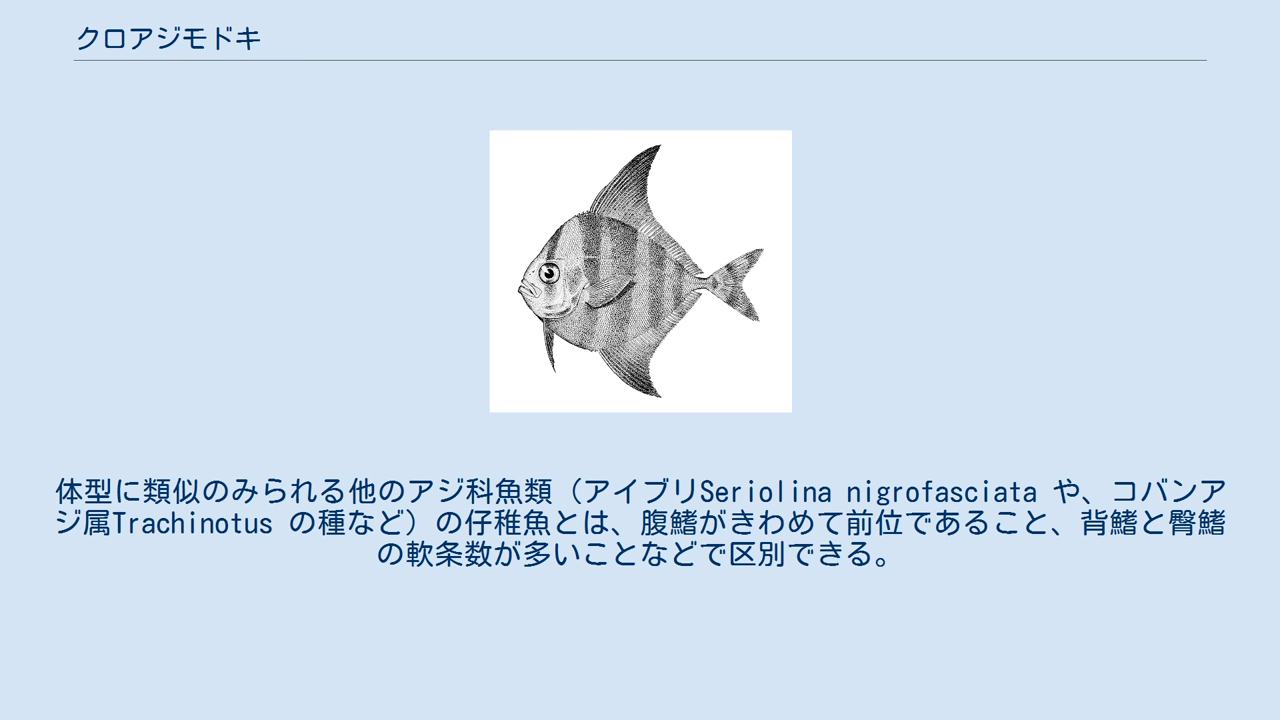 クロアジモドキ
体型に類似のみられる他のアジ科魚類（アイブリSeriolina nigrofasciata や、コバンア
ジ属Trachinotus の種など）の仔稚魚とは、腹鰭がきわめて前位であること、背鰭と臀鰭
の軟条数が多いことなどで区別できる。